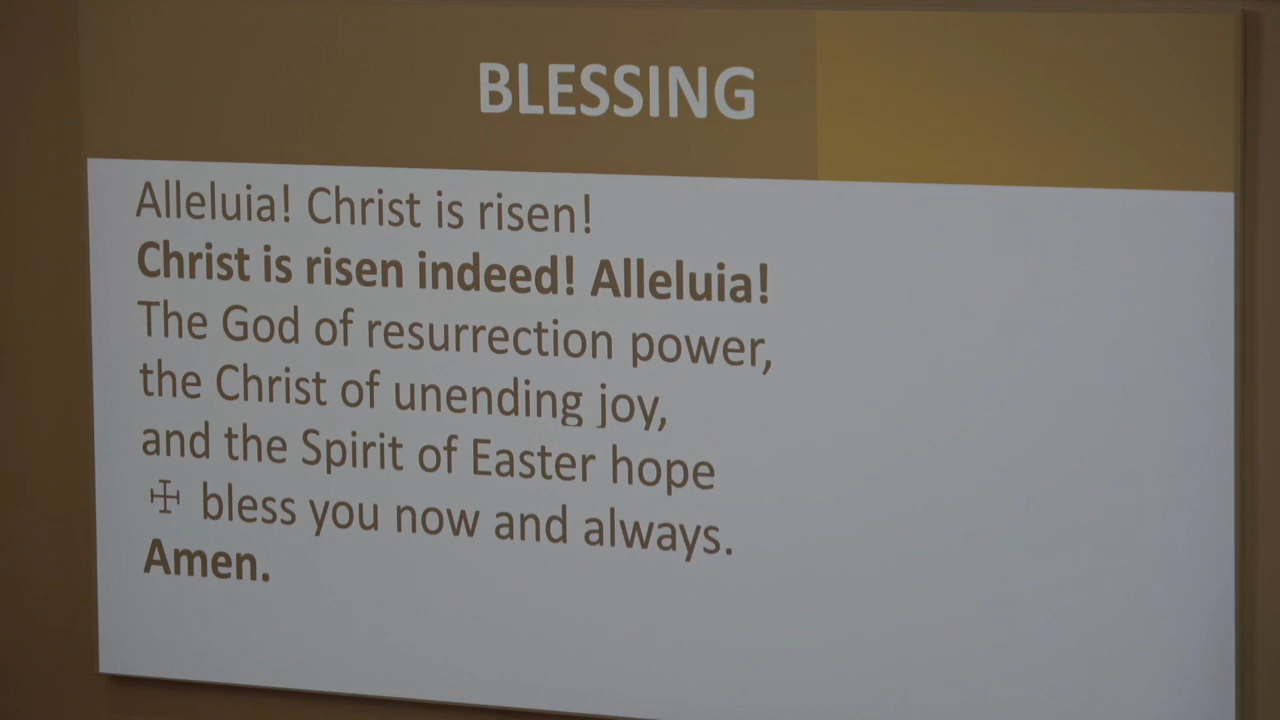 BLESSING
Alleluia! Christ is risen!
Christ is risen indeed! Alleluia!
The God of resurrection power,
the Christ of unending joy,
and the Spirit of Easter hope
☩ bless you now and always.
Amen.